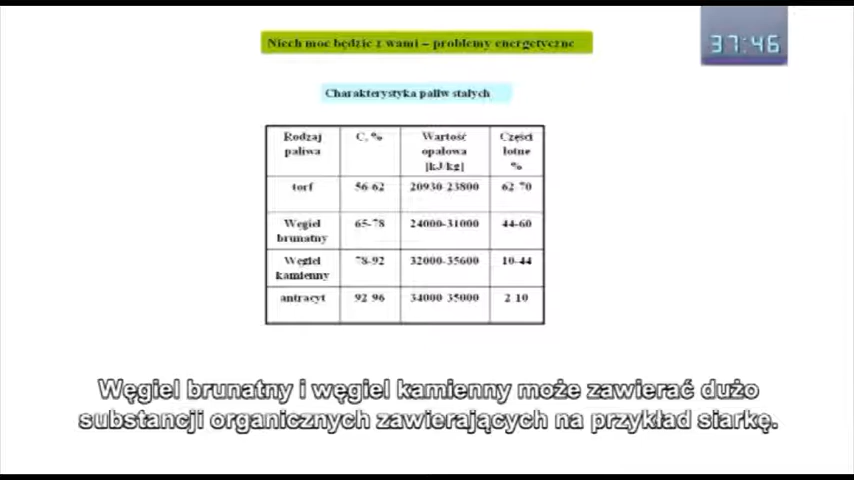 Niech moc będzie z wami – problemy energetyczne
37:46
Charakterystyka paliw stałych
Rodzaj paliwa C, % Wartość opałowa [kJ/kg] Części lotne %
torf 56-62 20930-23800 62-70
Węgiel brunatny 65-78 24000-31000 44-60
Węgiel kamienny 78-92 32000-35600 10-44
antracyt 92-96 34000-35000 2-10
Węgiel brunatny i węgiel kamienny może zawierać dużo
substancji organicznych zawierających na przykład siarkę.